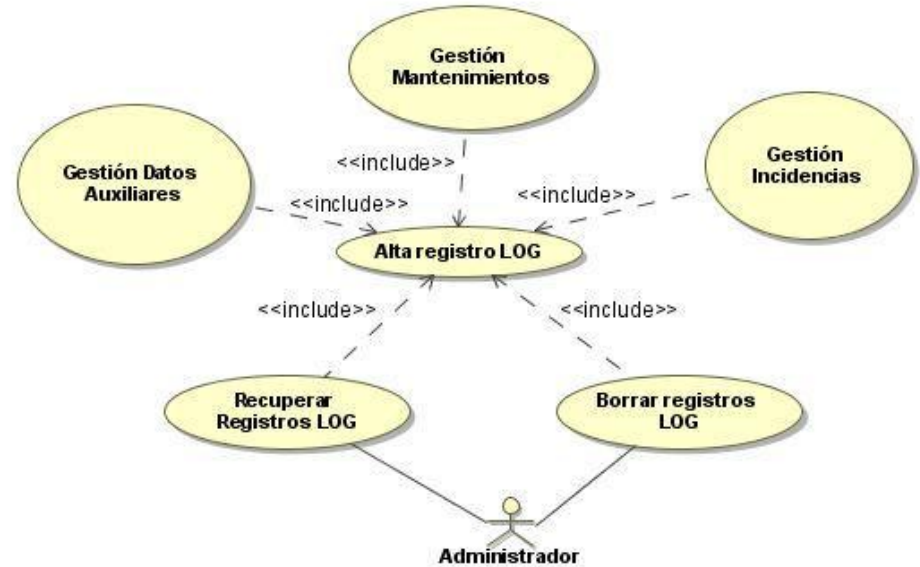 Gestión
Mantenimientos
Gestión Datos
Auxiliares
Gestión
Incidencias
<<include>>
<<include>>
<<include>>
Alta registro LOG
<<include>>
<<include>>
Recuperar
Registros LOG
Borrar registros
LOG
Administrador